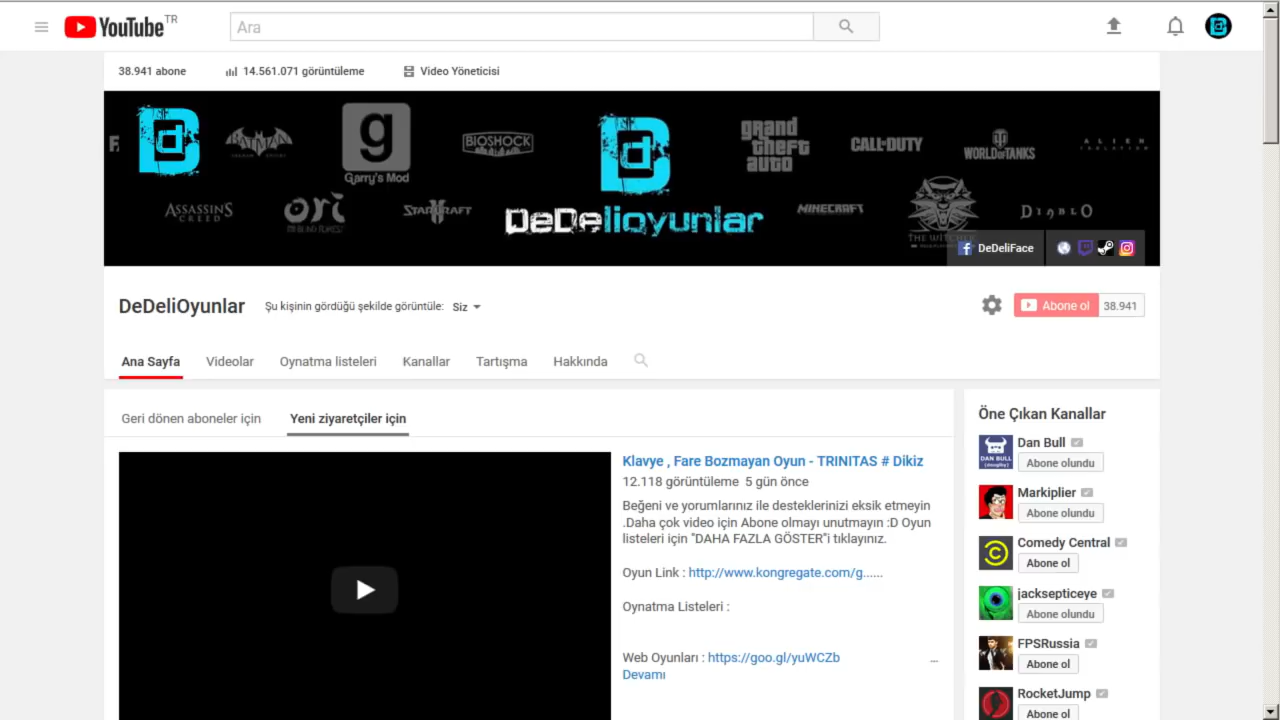 YouTube TR
Ara
38.941 abone 14.561.071 görüntüleme Video Yöneticisi
Garry's Mod
BIOSHOCK
grand
theft
auto
CALL·DUTY
WORLD OF TANKS
ALIEN
ISOLATION
ASSASSINS
CREED
ori
STARCRAFT
DeDelioyunlar
MINECRAFT
THE WITCHER
DIABLO
DeDeliFace
DeDeliOyunlar Şu kişinin gördüğü şekilde görüntüle: Siz
Abone ol 38.941
Ana Sayfa Videolar Oynatma listeleri Kanallar Tartışma Hakkında
Geri dönen aboneler için Yeni ziyaretçiler için
Klavye , Fare Bozmayan Oyun - TRINITAS # Dikiz
12.118 görüntüleme 5 gün önce
Beğeni ve yorumlarınız ile desteklerinizi eksik etmeyin
.Daha çok video için Abone olmayı unutmayın :D Oyun
listeleri için "DAHA FAZLA GÖSTER"i tıklayınız.
Oyun Link : http://www.kongregate.com/g......
Oynatma Listeleri :
Web Oyunları : https://goo.gl/yuWCZb ...
Devamı
Öne Çıkan Kanallar
DAN BULL
Dan Bull
Abone olundu
Markiplier
Abone olundu
Comedy Central
Abone ol
jacksepticeye
Abone olundu
FPSRussia
Abone ol
RocketJump
Abone ol